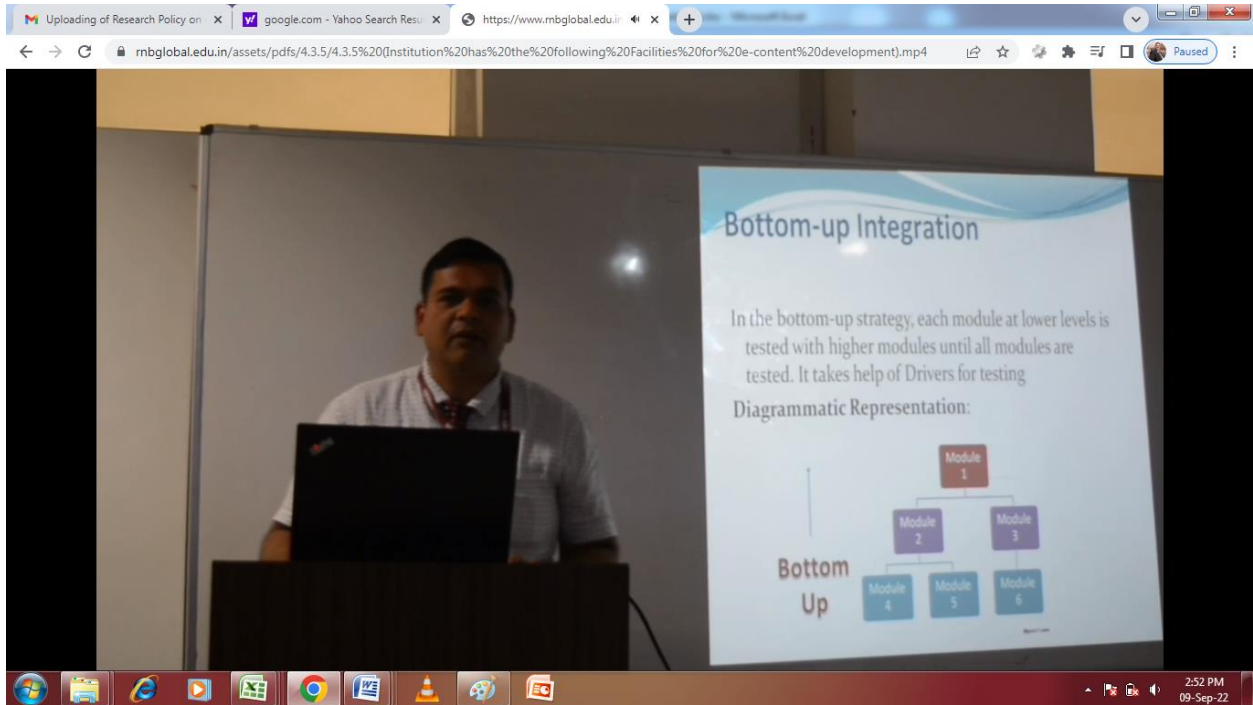 Uploading of Research Policy on
google.com - Yahoo Search Resu
https://www.rnbglobal.edu.in
rnbglobal.edu.in/assets/pdfs/4.3.5/4.3.5%20(Institution%20has%20the%20following%20Facilities%20for%20e-content%20development).mp4
Paused
Bottom-up Integration
In the bottom-up strategy, each module at lower levels is
tested with higher modules until all modules are
tested. It takes help of Drivers for testing
Diagrammatic Representation:
Module
1
Module
2
Module
3
Bottom
Up
Module
4
Module
5
Module
6
2:52 PM
09-Sep-22